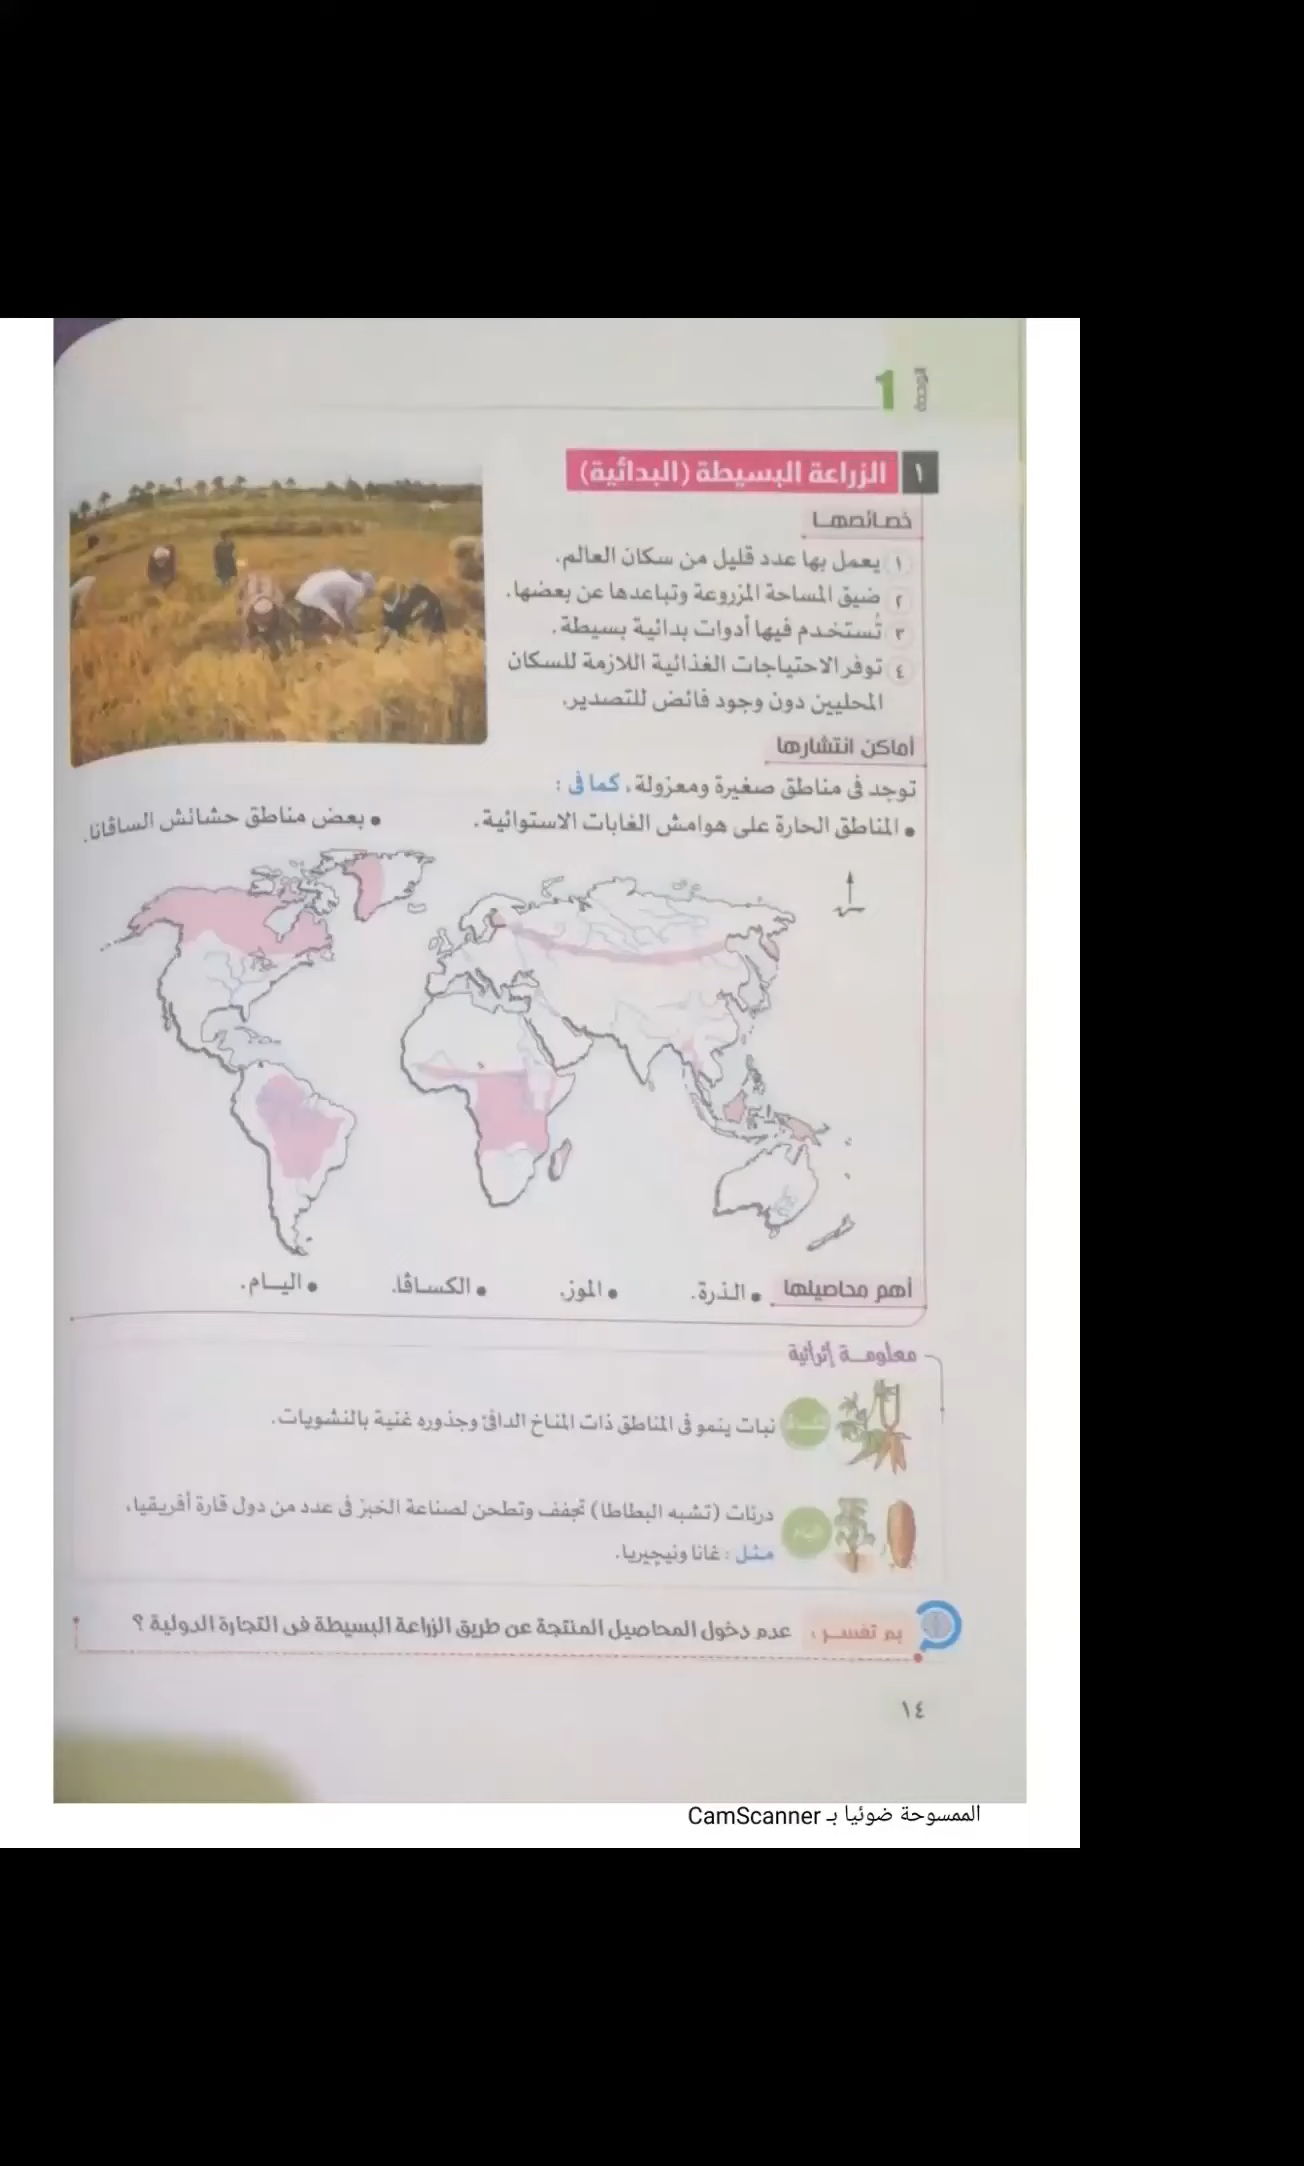 الوحدة 1
١ الزراعة البسيطة (البدائية)
خصائصها
١ يعمل بها عدد قليل من سكان العالم.
٢ ضيق المساحة المزروعة وتباعدها عن بعضها.
٣ تُستخدم فيها أدوات بدائية بسيطة.
٤ توفر الاحتياجات الغذائية اللازمة للسكان
المحليين دون وجود فائض للتصدير.
أماكن انتشارها
توجد فى مناطق صغيرة ومعزولة، كما فى :
• المناطق الحارة على هوامش الغابات الاستوائية. • بعض مناطق حشائش الساڤانا.
أهم محاصيلها • الذرة. • الموز. • الكساڤا. • اليام.
معلومة إثرائية
نبات ينمو فى المناطق ذات المناخ الدافئ وجذوره غنية بالنشويات.
اليام
درنات (تشبه البطاطا) تجفف وتطحن لصناعة الخبز فى عدد من دول قارة أفريقيا،
مثل : غانا ونيجيريا.
بم تفسر : عدم دخول المحاصيل المنتجة عن طريق الزراعة البسيطة فى التجارة الدولية ؟
١٤
الممسوحة ضوئيا بـ CamScanner